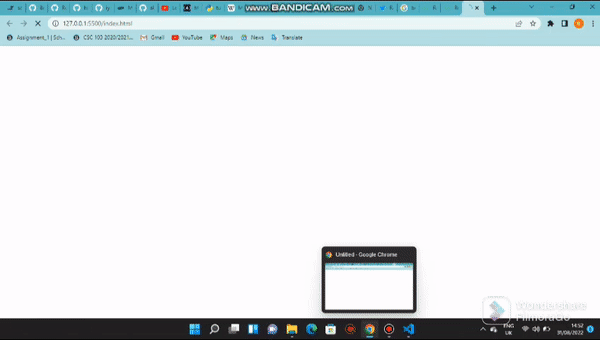 www.BANDICAM.com
127.0.0.1:5500/index.html
Assignment_1 | Sch... CSC 103 2020/2021... Gmail YouTube Maps News Translate
Untitled - Google Chrome
Wondershare
Filmora Go
ENG 14:52
UK 31/08/2022